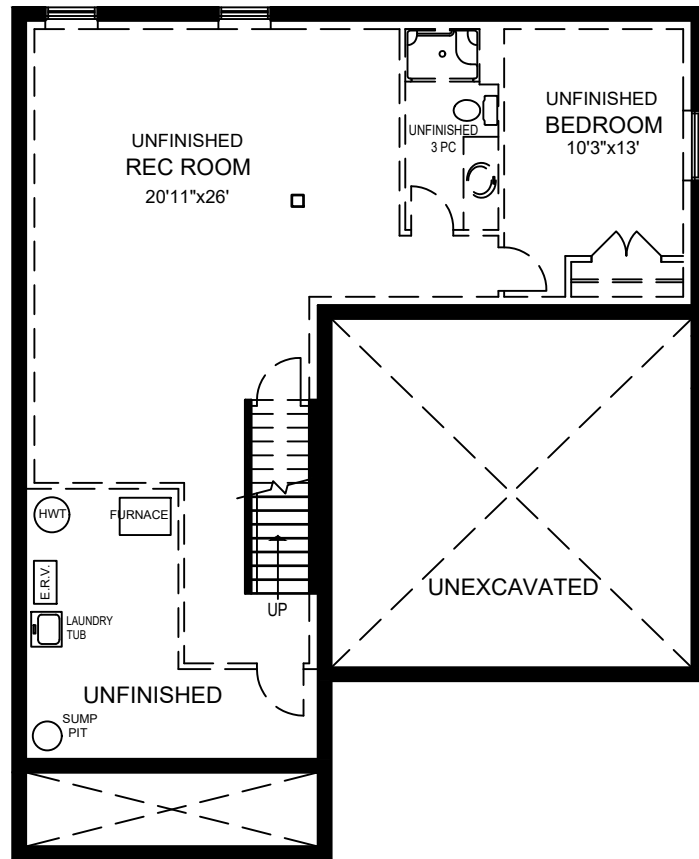 UNFINISHED
REC ROOM
20'11"x26'
UNFINISHED
3 PC
UNFINISHED
BEDROOM
10'3"x13'
HWT
FURNACE
E.R.V.
LAUNDRY
TUB
UP
UNEXCAVATED
UNFINISHED
SUMP
PIT